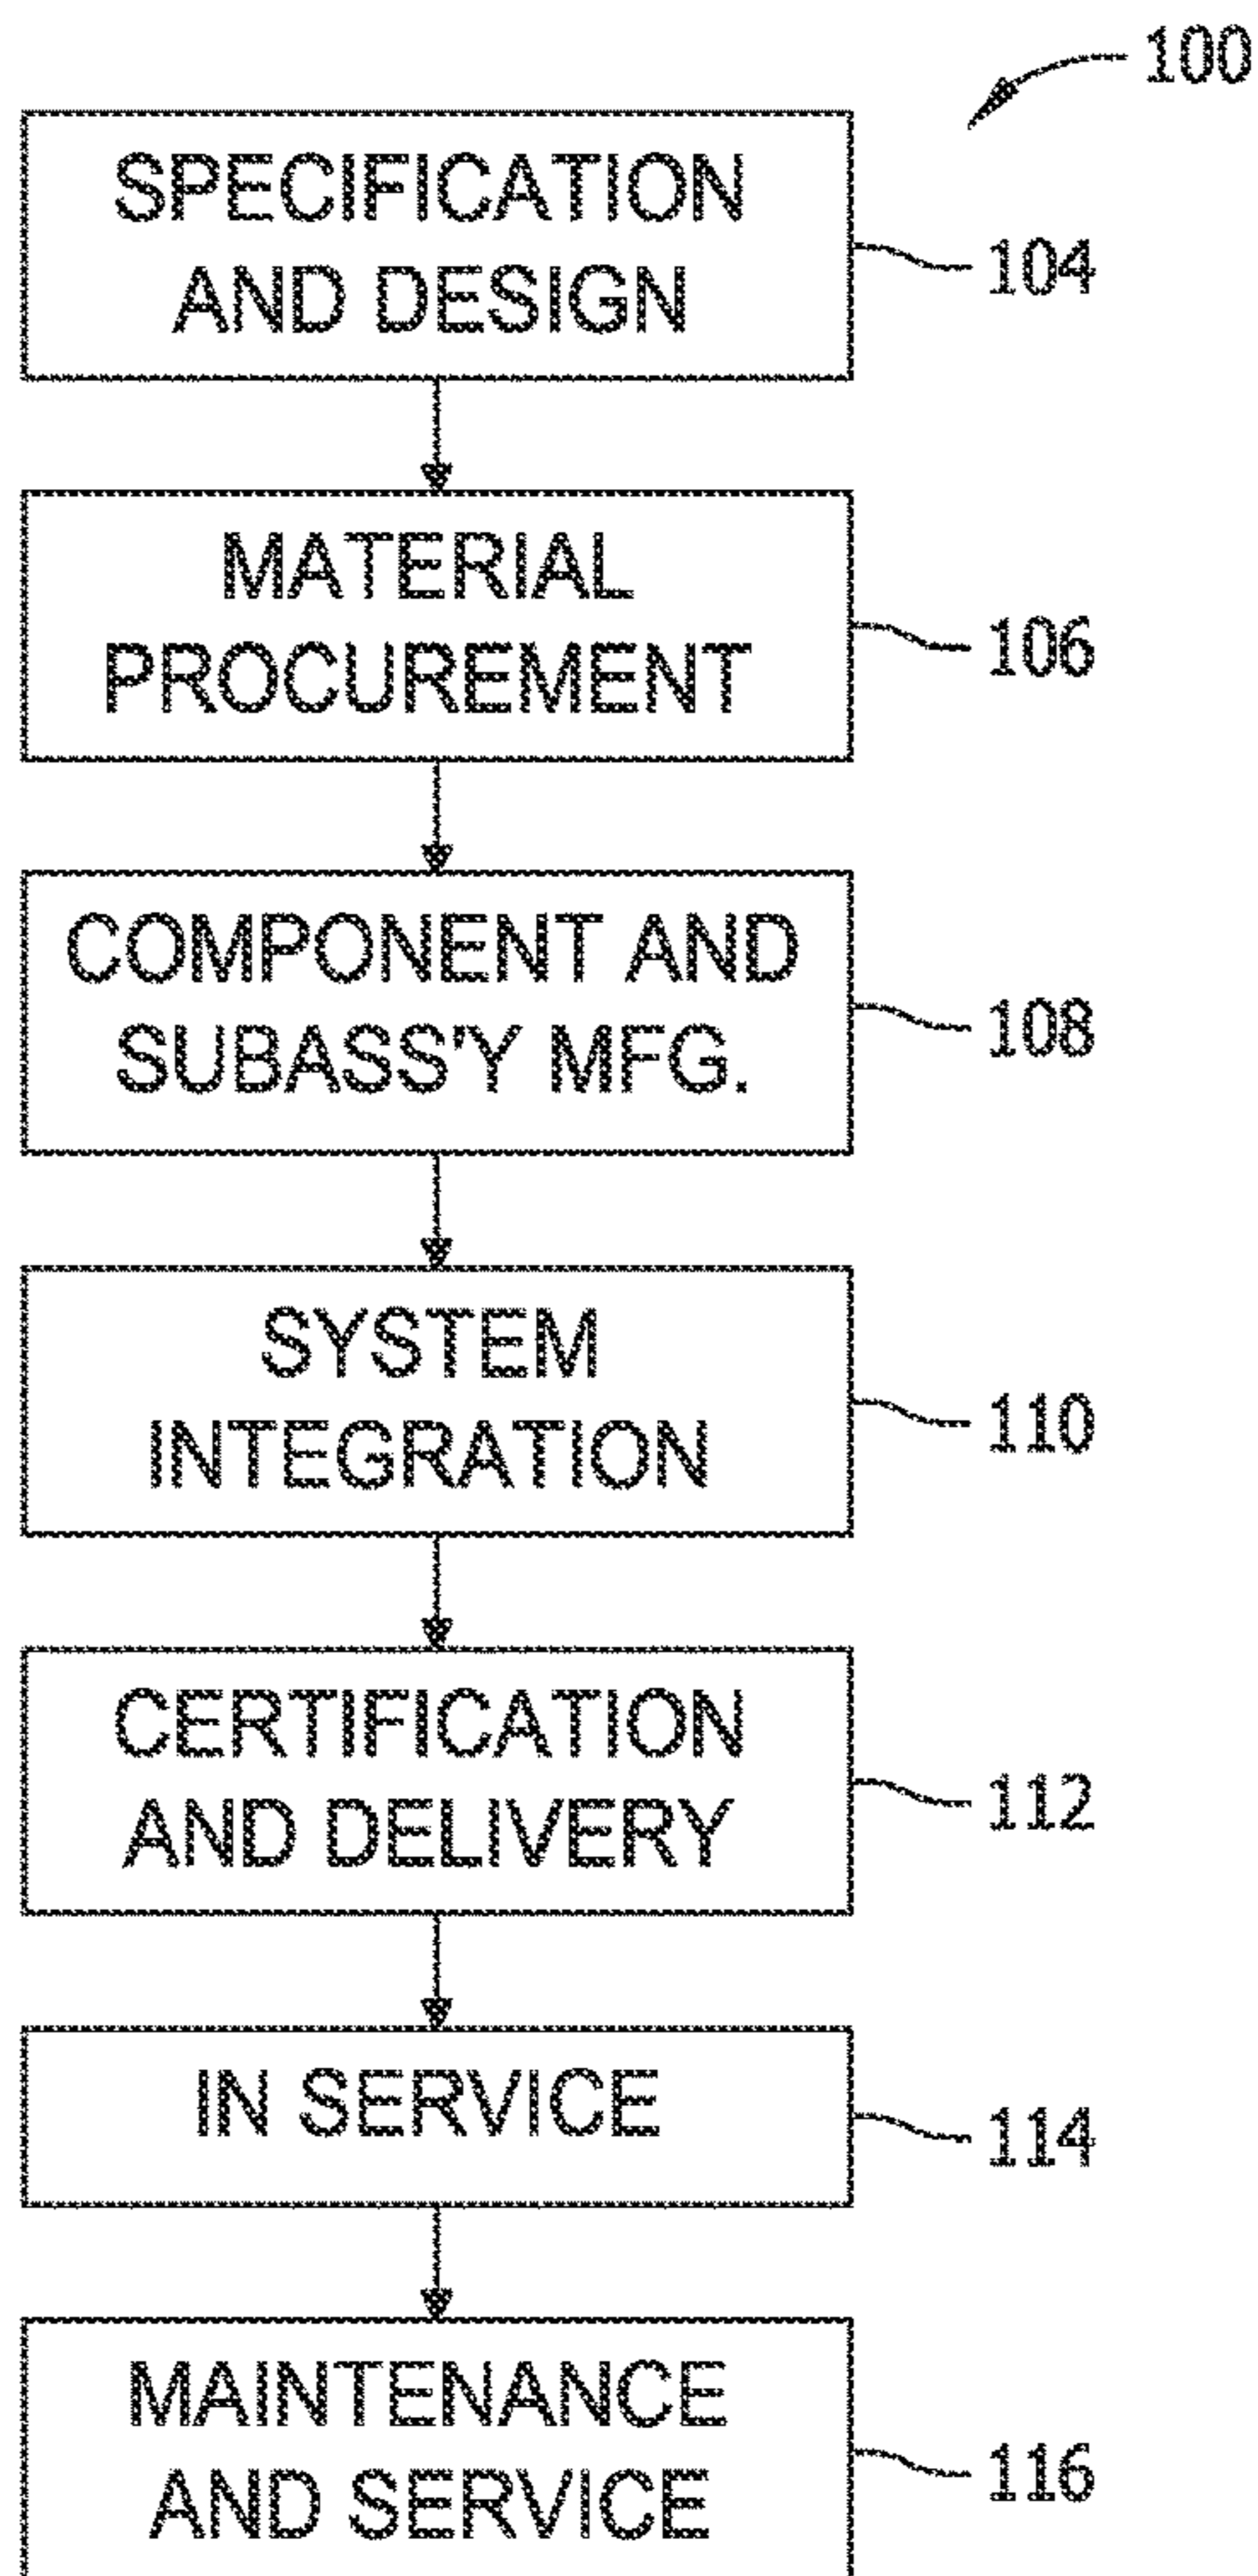 100
SPECIFICATION
AND DESIGN
104
MATERIAL
PROCUREMENT
106
COMPONENT AND
SUBASS'Y MFG.
108
SYSTEM
INTEGRATION
110
CERTIFICATION
AND DELIVERY
112
IN SERVICE
114
MAINTENANCE
AND SERVICE
116